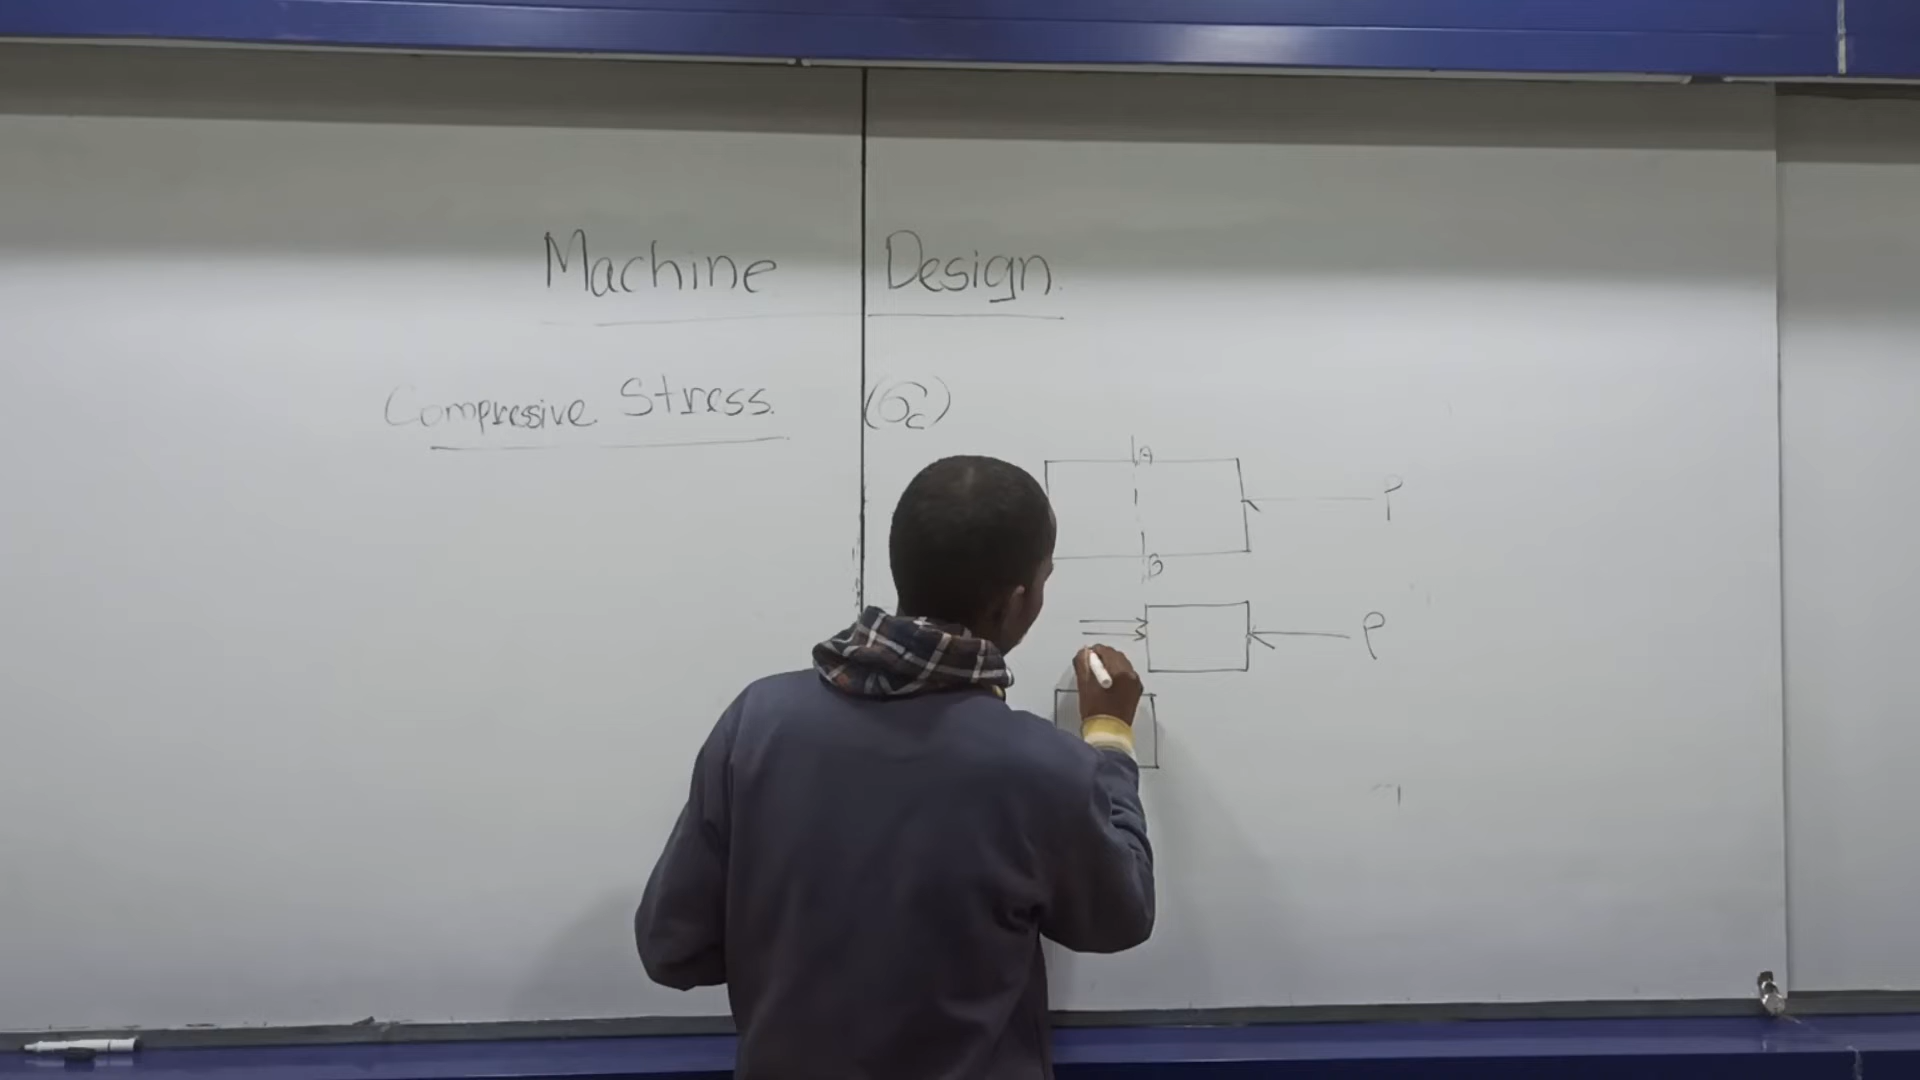 Machine Design.
Compressive Stress. (σc)
A
P
B
P